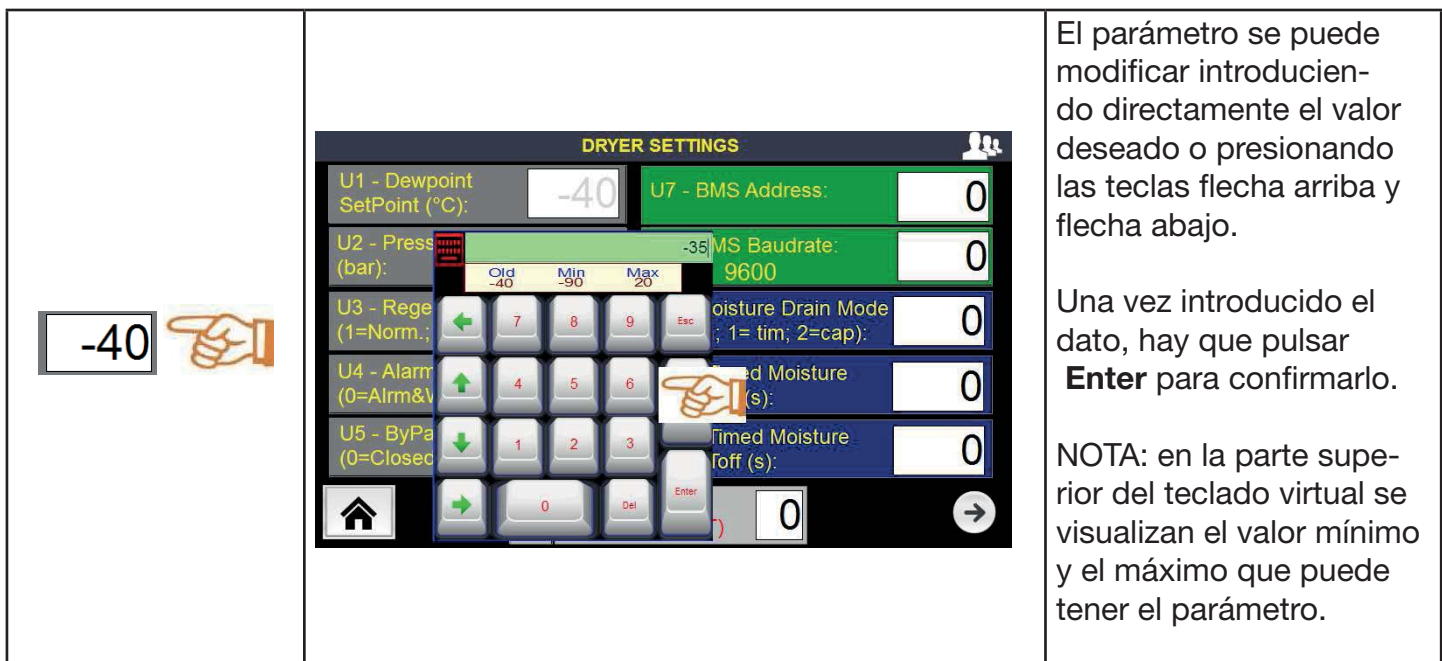 -40
DRYER SETTINGS
U1 - Dewpoint
SetPoint (°C):
-40
U7 - BMS Address:
0
U2 - Press
(bar):
-35
MS Baudrate:
9600
0
Old
-40
Min
-90
Max
20
U3 - Rege
(1=Norm.;
oisture Drain Mode
; 1= tim; 2=cap):
0
7
8
9
Esc
U4 - Alarm
(0=Alrm&
4
5
6
ed Moisture
(s):
0
U5 - ByPa
(0=Closed
1
2
3
Timed Moisture
Toff (s):
0
0
Del
Enter
)
0
El parámetro se puede
modificar introducien-
do directamente el valor
deseado o presionando
las teclas flecha arriba y
flecha abajo.
Una vez introducido el
dato, hay que pulsar
Enter para confirmarlo.
NOTA: en la parte supe-
rior del teclado virtual se
visualizan el valor mínimo
y el máximo que puede
tener el parámetro.